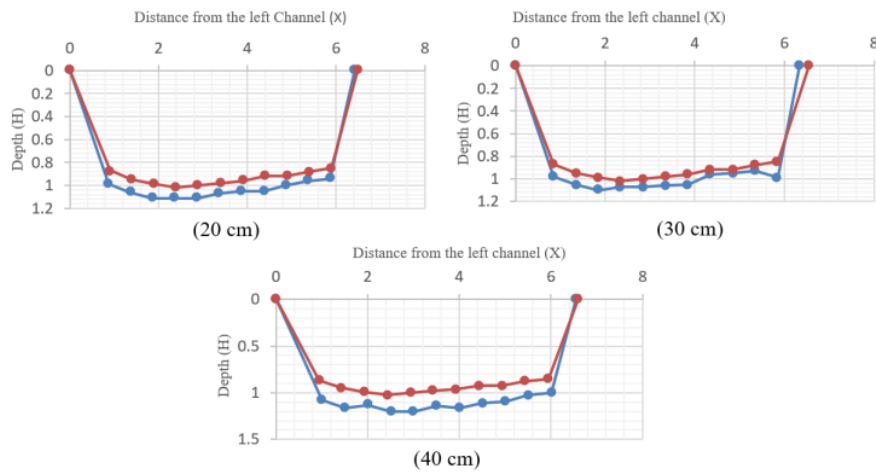 Distance from the left Channel (X)
0 2 4 6 8
0
0.2
0.4
0.6
0.8
1
1.2
Depth (H)
(20 cm)
Distance from the left channel (X)
0 2 4 6 8
0
0.2
0.4
0.6
0.8
1
1.2
Depth (H)
(30 cm)
Distance from the left channel (X)
0 2 4 6 8
0
0.5
1
1.5
Depth (H)
(40 cm)